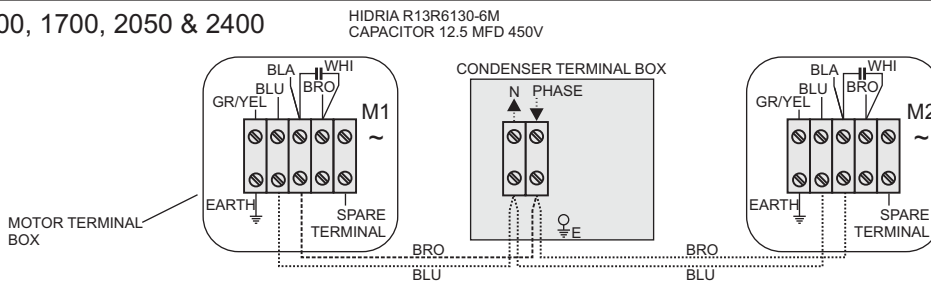 00, 1700, 2050 & 2400
HIDRIA R13R6130-6M
CAPACITOR 12.5 MFD 450V
BLA
WHI
BLU
BRO
GR/YEL
M1
~
EARTH
SPARE
TERMINAL
MOTOR TERMINAL
BOX
CONDENSER TERMINAL BOX
N
PHASE
E
BRO
BLU
BLA
WHI
BLU
BRO
GR/YEL
M2
~
EARTH
SPARE
TERMINAL
BRO
BLU